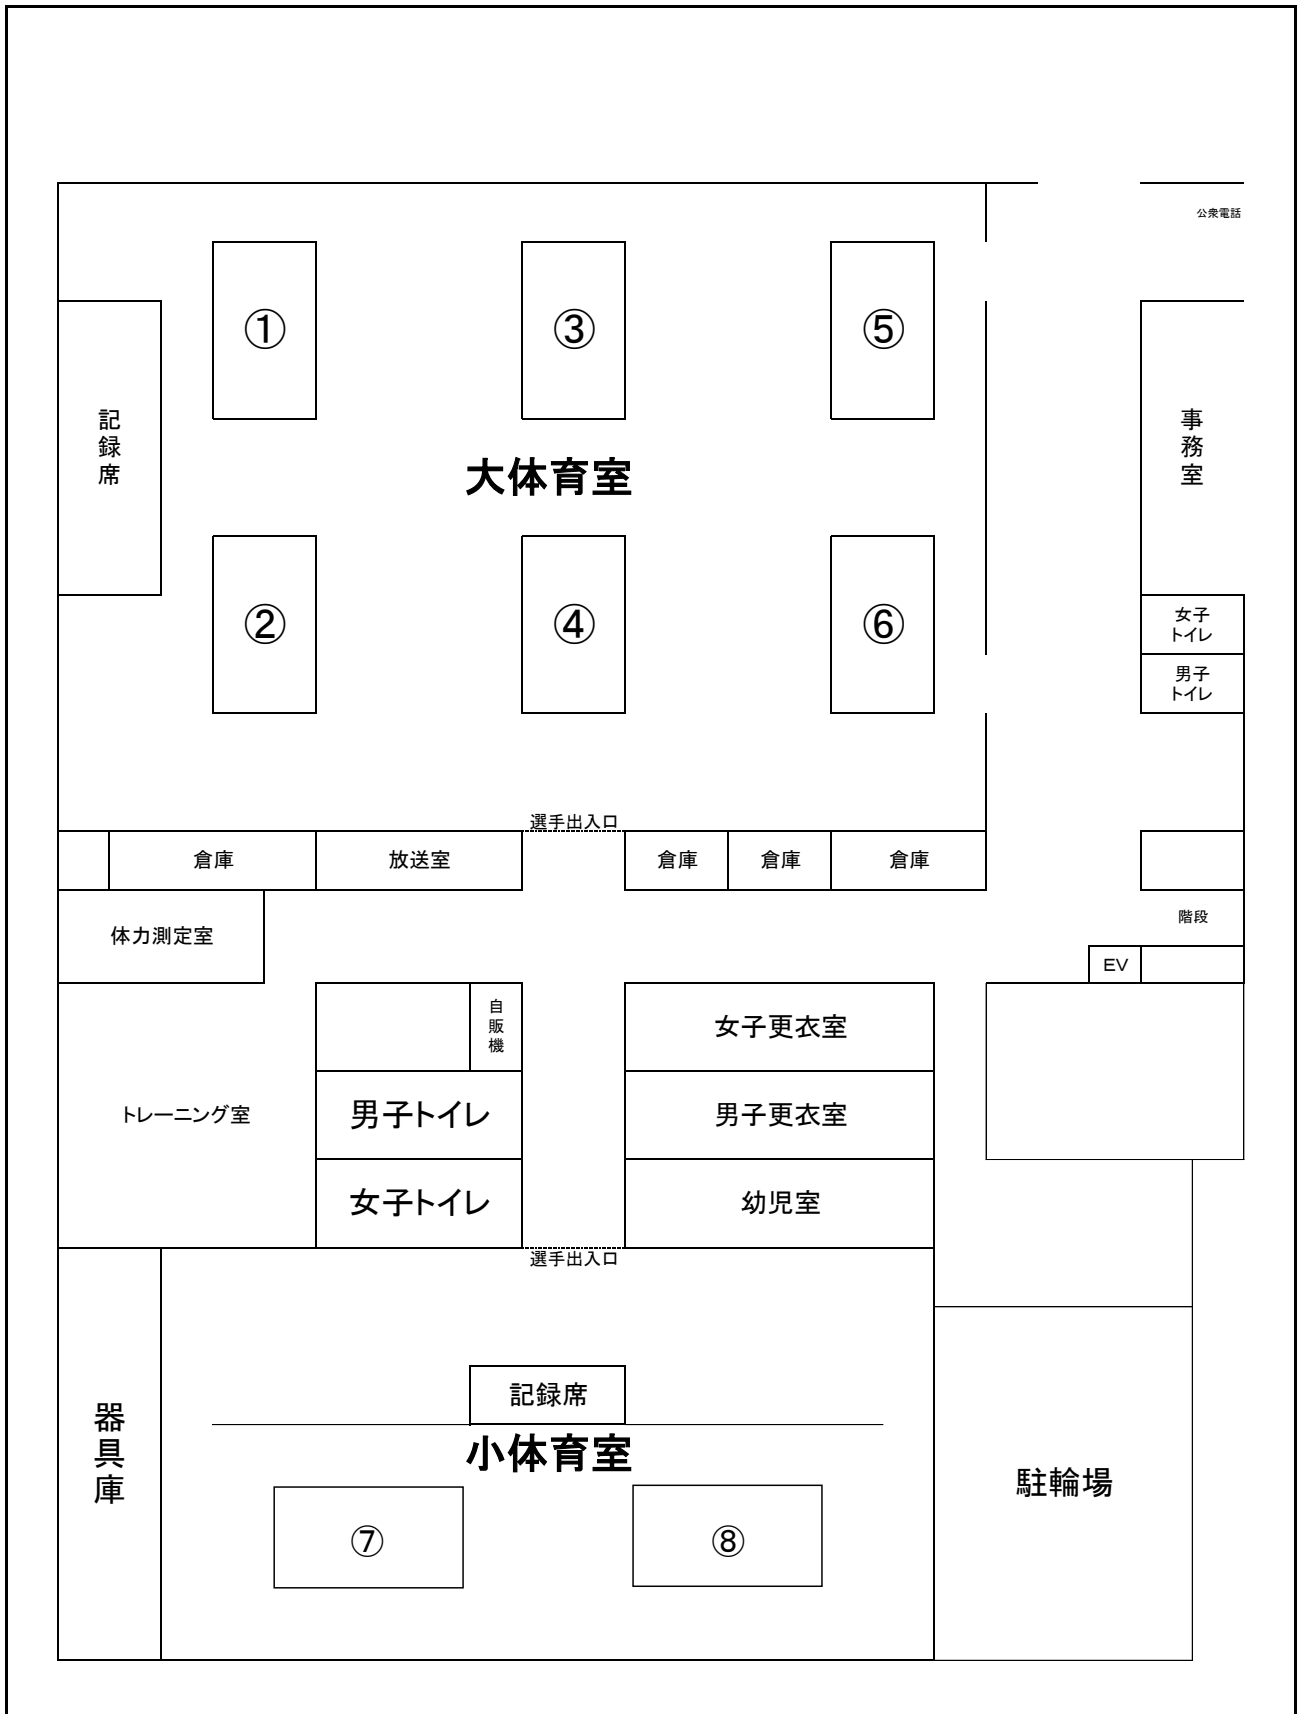 公衆電話
①
③
⑤
記録席
事務室
大体育室
②
④
⑥
女子
トイレ
男子
トイレ
選手出入口
倉庫
放送室
倉庫
倉庫
倉庫
体力測定室
階段
EV
自販機
女子更衣室
トレーニング室
男子トイレ
男子更衣室
女子トイレ
幼児室
選手出入口
記録席
器具庫
小体育室
駐輪場
⑦
⑧